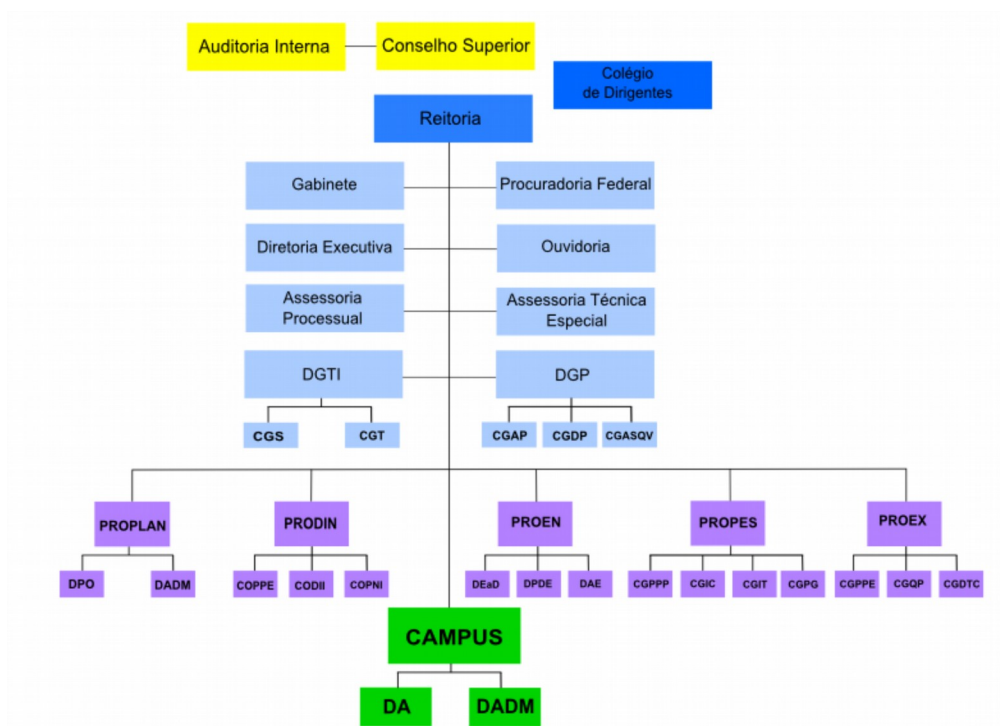 Auditoria Interna
Conselho Superior
Colégio
de Dirigentes
Reitoria
Gabinete
Procuradoria Federal
Diretoria Executiva
Ouvidoria
Assessoria
Processual
Assessoria Técnica
Especial
DGTI
DGP
CGS
CGT
CGAP
CGDP
CGASQV
PROPLAN
PRODIN
PROEN
PROPES
PROEX
DPO
DADM
COPPE
CODII
COPNI
DEaD
DPDE
DAE
CGPPP
CGIC
CGIT
CGPG
CGPPE
CGQP
CGDTC
CAMPUS
DA
DADM